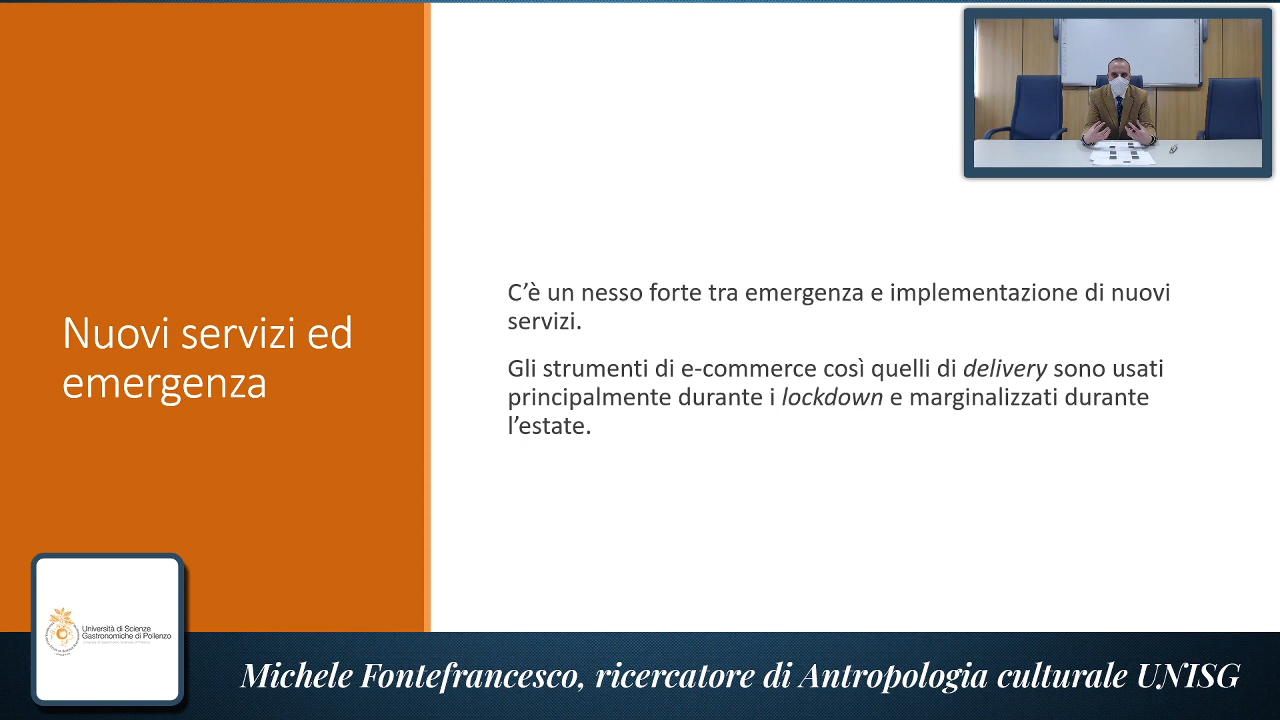 Nuovi servizi ed
emergenza
C’è un nesso forte tra emergenza e implementazione di nuovi
servizi.
Gli strumenti di e-commerce così quelli di delivery sono usati
principalmente durante i lockdown e marginalizzati durante
l’estate.
Università di Scienze
Gastronomiche di Pollenzo
Michele Fontefrancesco, ricercatore di Antropologia culturale UNISG